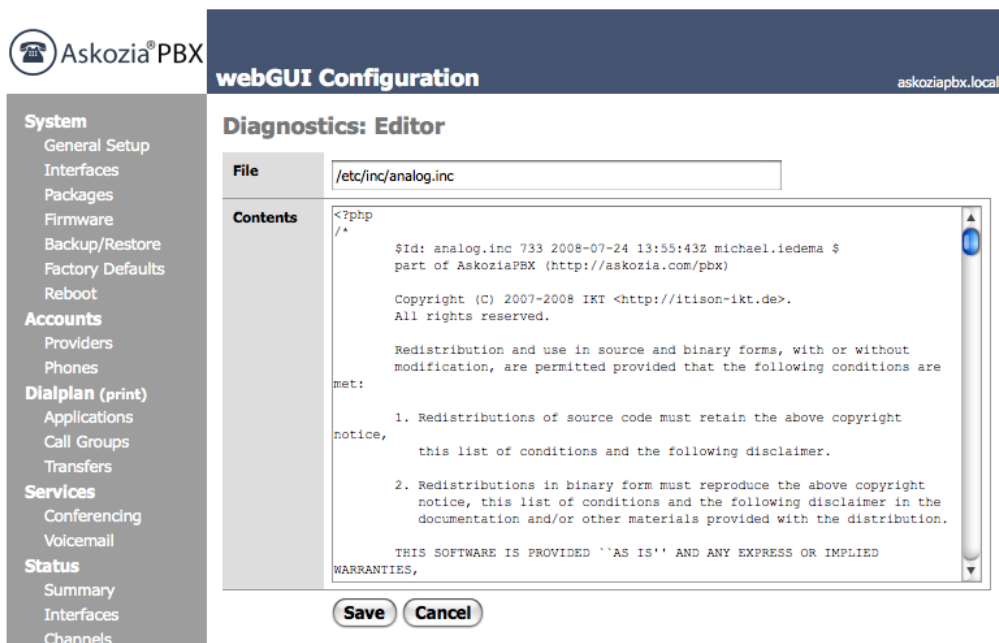 Askozia®PBX
webGUI Configuration
askoziapbx.local
System
General Setup
Interfaces
Packages
Firmware
Backup/Restore
Factory Defaults
Reboot
Accounts
Providers
Phones
Dialplan (print)
Applications
Call Groups
Transfers
Services
Conferencing
Voicemail
Status
Summary
Interfaces
Channels
Diagnostics: Editor
File
/etc/inc/analog.inc
Contents
<?php
/*
$Id: analog.inc 733 2008-07-24 13:55:43Z michael.iedema $
part of AskoziaPBX (http://askozia.com/pbx)
Copyright (C) 2007-2008 IKT <http://itison-ikt.de>.
All rights reserved.
Redistribution and use in source and binary forms, with or without
modification, are permitted provided that the following conditions are
met:
1. Redistributions of source code must retain the above copyright
notice,
this list of conditions and the following disclaimer.
2. Redistributions in binary form must reproduce the above copyright
notice, this list of conditions and the following disclaimer in the
documentation and/or other materials provided with the distribution.
THIS SOFTWARE IS PROVIDED ``AS IS'' AND ANY EXPRESS OR IMPLIED
WARRANTIES,
Save
Cancel